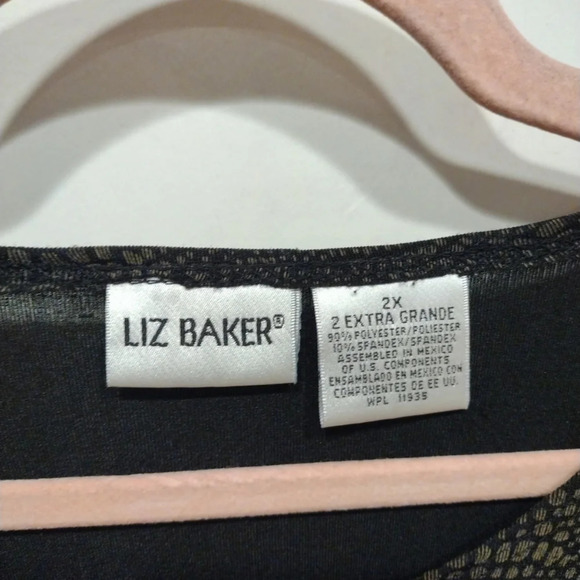 LIZ BAKER®
2X
2 EXTRA GRANDE
90% POLYESTER/POLIESTER
10% SPANDEX/SPANDEX
ASSEMBLED IN MEXICO
OF U.S. COMPONENTS
ENSAMBLADO EN MEXICO CON
COMPONENTES DE EE UU.
WPL 11935